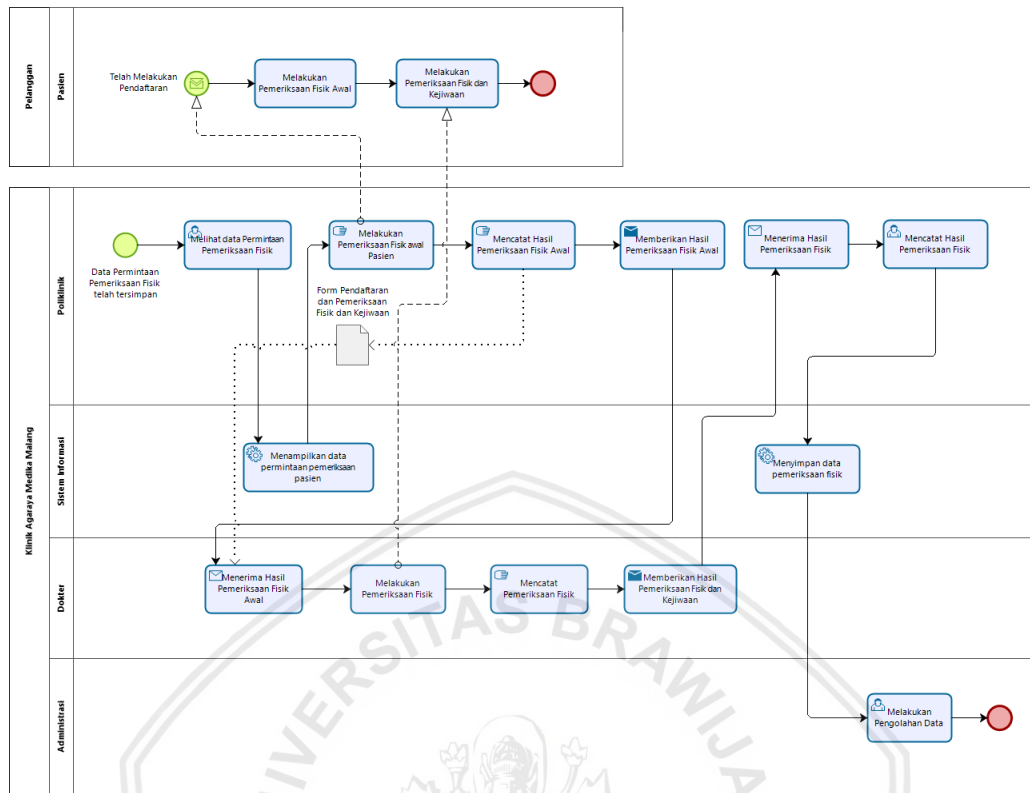 Pelanggan
Pasien
Telah Melakukan
Pendaftaran
Melakukan
Pemeriksaan Fisik Awal
Melakukan
Pemeriksaan Fisik dan
Kejiwaan
Klinik Agaraya Medika Malang
Poliklinik
Data Permintaan
Pemeriksaan Fisik
telah tersimpan
Melihat data Permintaan
Pemeriksaan Fisik
Melakukan
Pemeriksaan Fisik awal
Pasien
Mencatat Hasil
Pemeriksaan Fisik Awal
Memberikan Hasil
Pemeriksaan Fisik Awal
Menerima Hasil
Pemeriksaan Fisik
Mencatat Hasil
Pemeriksaan Fisik
Form Pendaftaran
dan Pemeriksaan
Fisik dan Kejiwaan
Sistem Informasi
Menampilkan data
permintaan pemeriksaan
pasien
Menyimpan data
pemeriksaan fisik
Dokter
Menerima Hasil
Pemeriksaan Fisik
Awal
Melakukan
Pemeriksaan Fisik
Mencatat
Pemeriksaan Fisik
Memberikan Hasil
Pemeriksaan Fisik dan
Kejiwaan
Administrasi
Melakukan
Pengolahan Data
UNIVERSITAS BRAWIJA